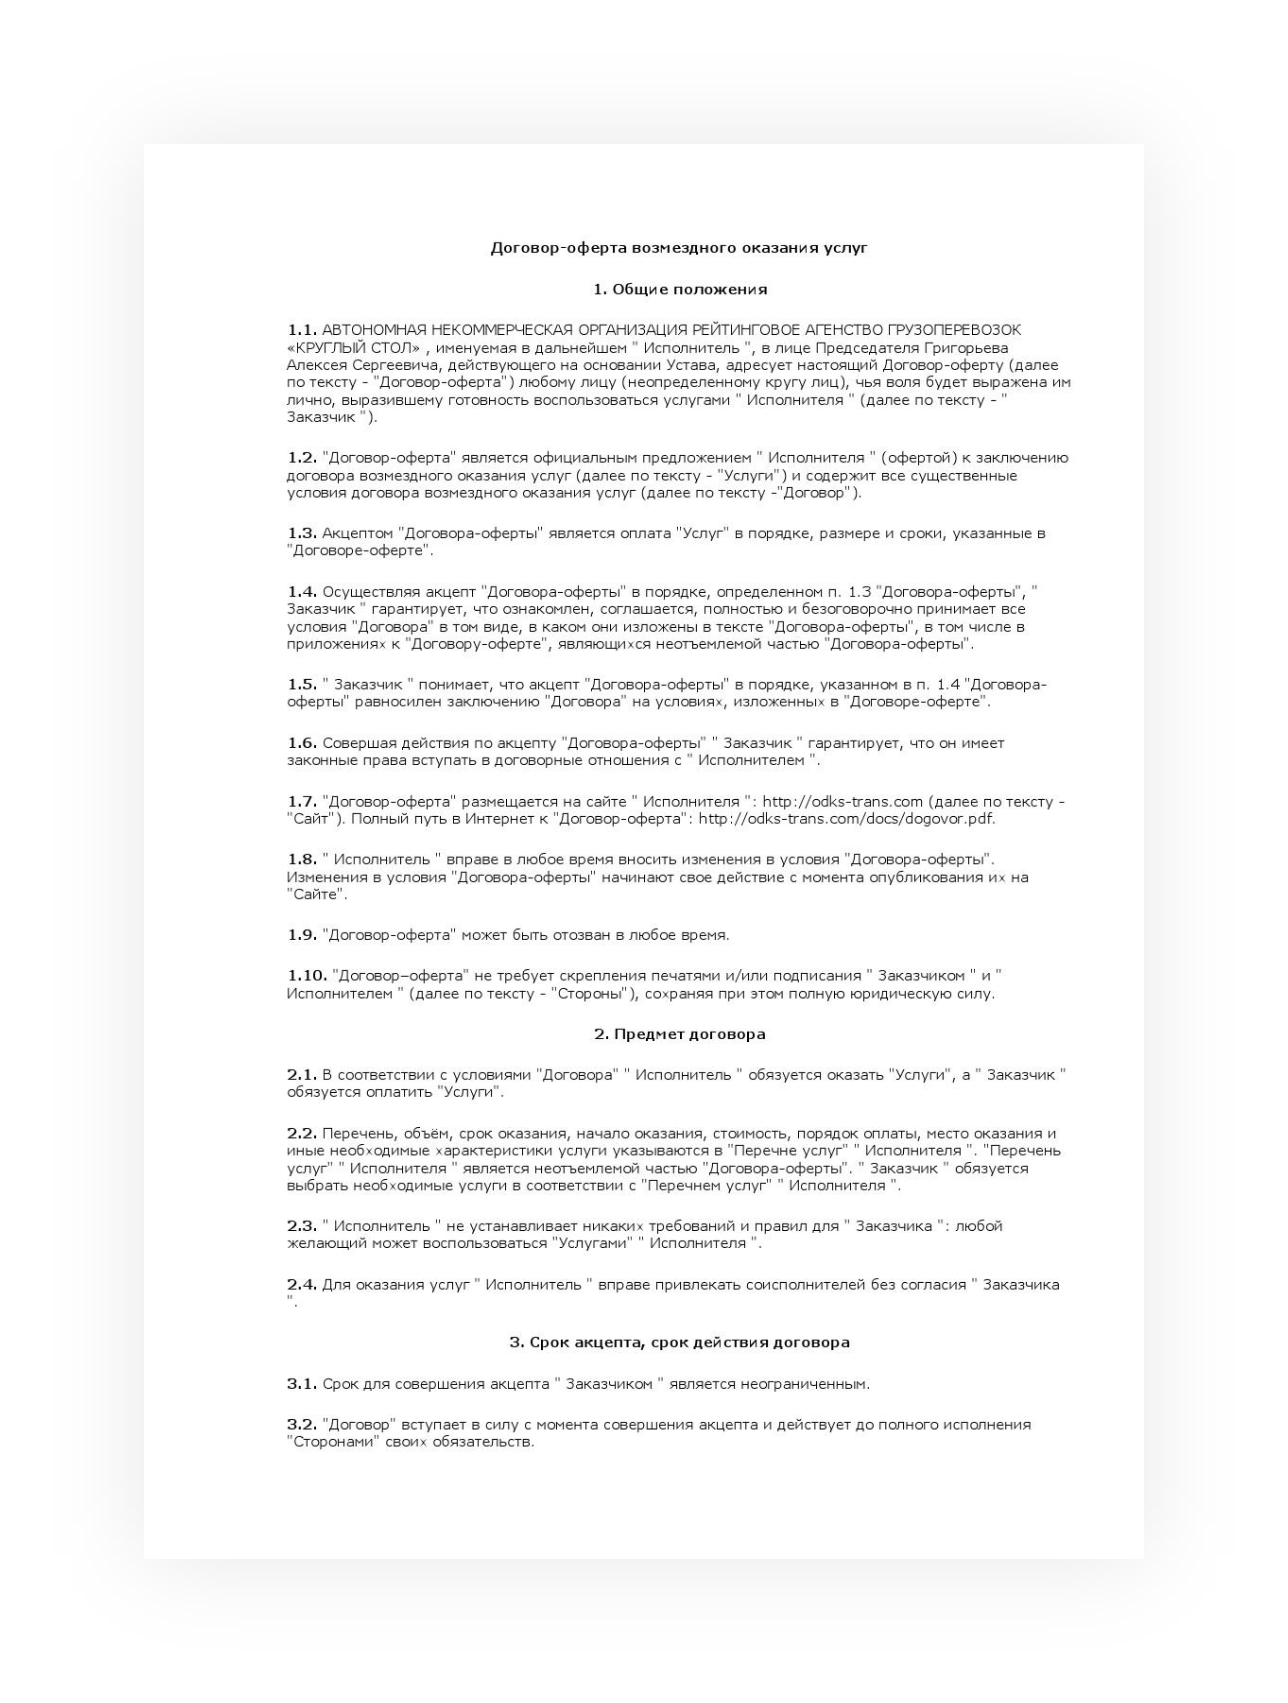 Договор-оферта возмездного оказания услуг
1. Общие положения
1.1. АВТОНОМНАЯ НЕКОММЕРЧЕСКАЯ ОРГАНИЗАЦИЯ РЕЙТИНГОВОЕ АГЕНСТВО ГРУЗОПЕРЕВОЗОК
«КРУГЛЫЙ СТОЛ» , именуемая в дальнейшем " Исполнитель ", в лице Председателя Григорьева
Алексея Сергеевича, действующего на основании Устава, адресует настоящий Договор-оферту (далее
по тексту - "Договор-оферта") любому лицу (неопределенному кругу лиц), чья воля будет выражена им
лично, выразившему готовность воспользоваться услугами " Исполнителя " (далее по тексту - "
Заказчик ").
1.2. "Договор-оферта" является официальным предложением " Исполнителя " (офертой) к заключению
договора возмездного оказания услуг (далее по тексту - "Услуги") и содержит все существенные
условия договора возмездного оказания услуг (далее по тексту -"Договор").
1.3. Акцептом "Договора-оферты" является оплата "Услуг" в порядке, размере и сроки, указанные в
"Договоре-оферте".
1.4. Осуществляя акцепт "Договора-оферты" в порядке, определенном п. 1.3 "Договора-оферты", "
Заказчик " гарантирует, что ознакомлен, соглашается, полностью и безоговорочно принимает все
условия "Договора" в том виде, в каком они изложены в тексте "Договора-оферты", в том числе в
приложениях к "Договору-оферте", являющихся неотъемлемой частью "Договора-оферты".
1.5. " Заказчик " понимает, что акцепт "Договора-оферты" в порядке, указанном в п. 1.4 "Договора-
оферты" равносилен заключению "Договора" на условиях, изложенных в "Договоре-оферте".
1.6. Совершая действия по акцепту "Договора-оферты" " Заказчик " гарантирует, что он имеет
законные права вступать в договорные отношения с " Исполнителем ".
1.7. "Договор-оферта" размещается на сайте " Исполнителя ": http://odks-trans.com (далее по тексту -
"Сайт"). Полный путь в Интернет к "Договор-оферта": http://odks-trans.com/docs/dogovor.pdf.
1.8. " Исполнитель " вправе в любое время вносить изменения в условия "Договора-оферты".
Изменения в условия "Договора-оферты" начинают свое действие с момента опубликования их на
"Сайте".
1.9. "Договор-оферта" может быть отозван в любое время.
1.10. "Договор–оферта" не требует скрепления печатями и/или подписания " Заказчиком " и "
Исполнителем " (далее по тексту - "Стороны"), сохраняя при этом полную юридическую силу.
2. Предмет договора
2.1. В соответствии с условиями "Договора" " Исполнитель " обязуется оказать "Услуги", а " Заказчик "
обязуется оплатить "Услуги".
2.2. Перечень, объём, срок оказания, начало оказания, стоимость, порядок оплаты, место оказания и
иные необходимые характеристики услуги указываются в "Перечне услуг" " Исполнителя ". "Перечень
услуг" " Исполнителя " является неотъемлемой частью "Договора-оферты". " Заказчик " обязуется
выбрать необходимые услуги в соответствии с "Перечнем услуг" " Исполнителя ".
2.3. " Исполнитель " не устанавливает никаких требований и правил для " Заказчика ": любой
желающий может воспользоваться "Услугами" " Исполнителя ".
2.4. Для оказания услуг " Исполнитель " вправе привлекать соисполнителей без согласия " Заказчика
".
3. Срок акцепта, срок действия договора
3.1. Срок для совершения акцепта " Заказчиком " является неограниченным.
3.2. "Договор" вступает в силу с момента совершения акцепта и действует до полного исполнения
"Сторонами" своих обязательств.